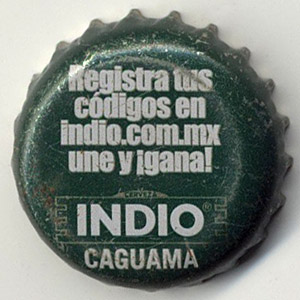 Registra tus
códigos en
indio.com.mx
une y ¡gana!
CERVEZA
INDIO®
CAGUAMA